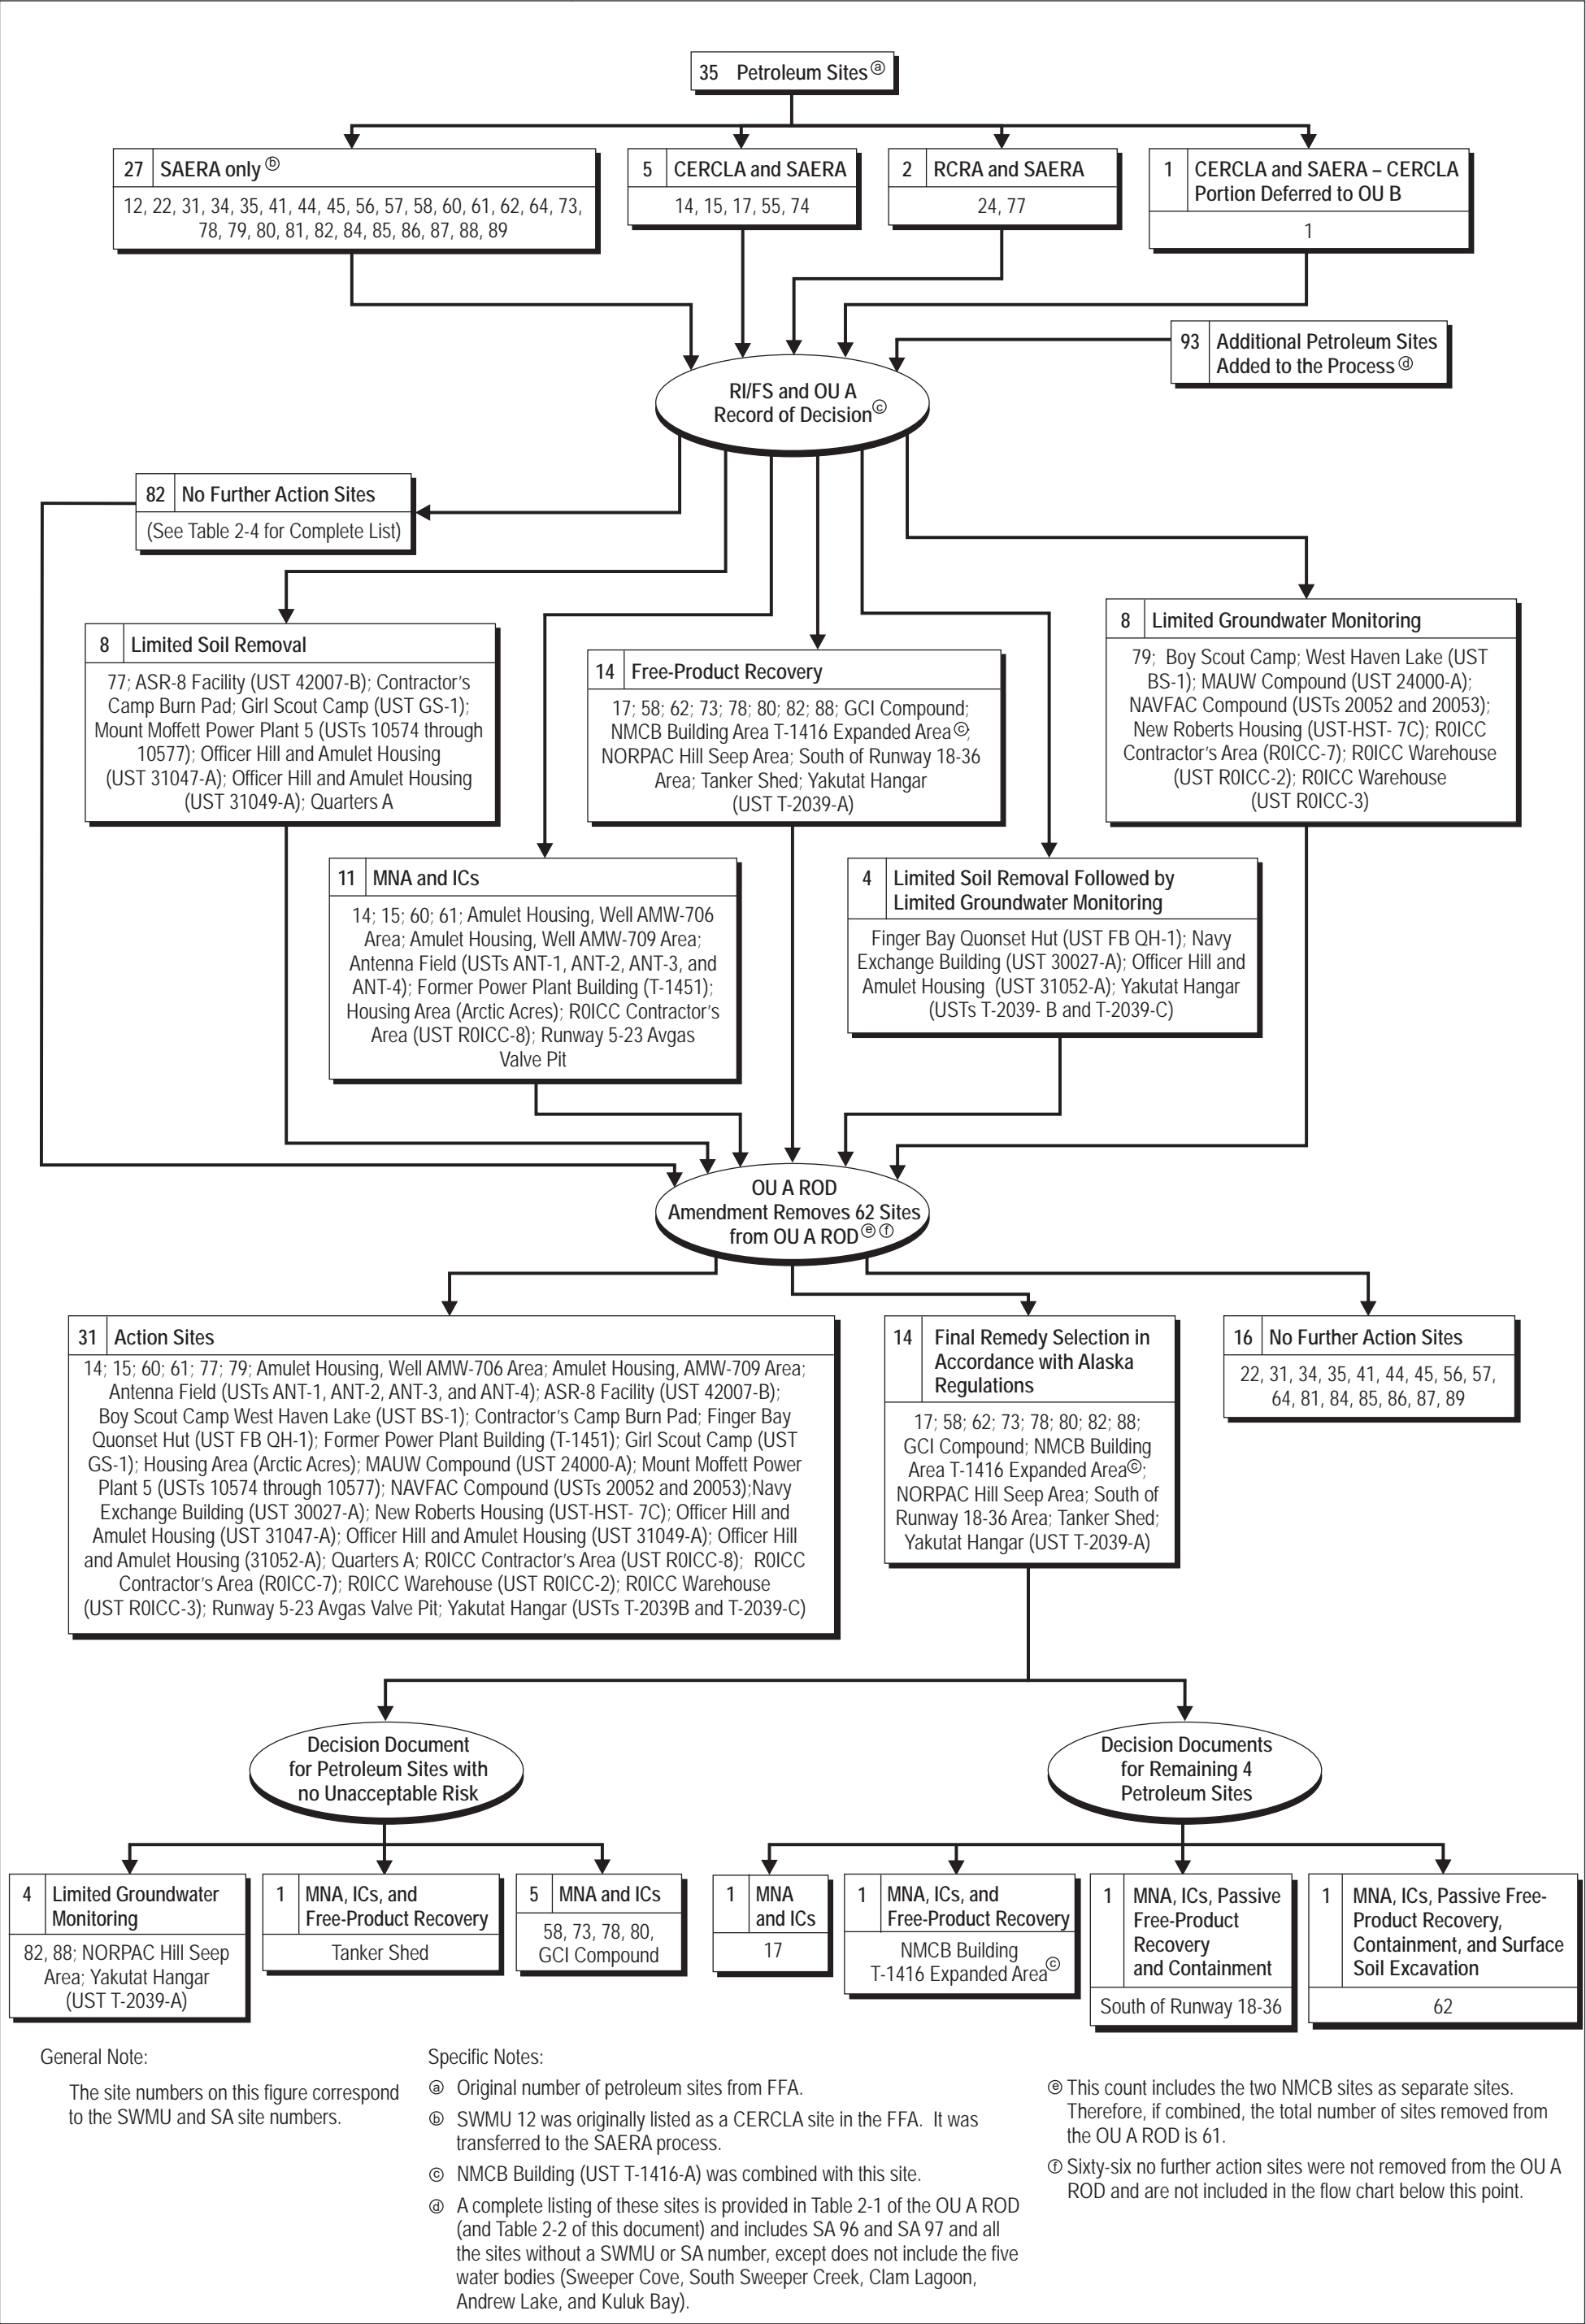 35 Petroleum Sites ⓐ
27 SAERA only ⓑ
12, 22, 31, 34, 35, 41, 44, 45, 56, 57, 58, 60, 61, 62, 64, 73,
78, 79, 80, 81, 82, 84, 85, 86, 87, 88, 89
5 CERCLA and SAERA
14, 15, 17, 55, 74
2 RCRA and SAERA
24, 77
1 CERCLA and SAERA – CERCLA
Portion Deferred to OU B
1
93 Additional Petroleum Sites
Added to the Process ⓓ
RI/FS and OU A
Record of Decision ⓒ
82 No Further Action Sites
(See Table 2-4 for Complete List)
8 Limited Soil Removal
77; ASR-8 Facility (UST 42007-B); Contractor's
Camp Burn Pad; Girl Scout Camp (UST GS-1);
Mount Moffett Power Plant 5 (USTs 10574 through
10577); Officer Hill and Amulet Housing
(UST 31047-A); Officer Hill and Amulet Housing
(UST 31049-A); Quarters A
14 Free-Product Recovery
17; 58; 62; 73; 78; 80; 82; 88; GCI Compound;
NMCB Building Area T-1416 Expanded Area ⓒ;
NORPAC Hill Seep Area; South of Runway 18-36
Area; Tanker Shed; Yakutat Hangar
(UST T-2039-A)
8 Limited Groundwater Monitoring
79; Boy Scout Camp; West Haven Lake (UST
BS-1); MAUW Compound (UST 24000-A);
NAVFAC Compound (USTs 20052 and 20053);
New Roberts Housing (UST-HST- 7C); R0ICC
Contractor's Area (R0ICC-7); R0ICC Warehouse
(UST R0ICC-2); R0ICC Warehouse
(UST R0ICC-3)
11 MNA and ICs
14; 15; 60; 61; Amulet Housing, Well AMW-706
Area; Amulet Housing, Well AMW-709 Area;
Antenna Field (USTs ANT-1, ANT-2, ANT-3, and
ANT-4); Former Power Plant Building (T-1451);
Housing Area (Arctic Acres); R0ICC Contractor's
Area (UST R0ICC-8); Runway 5-23 Avgas
Valve Pit
4 Limited Soil Removal Followed by
Limited Groundwater Monitoring
Finger Bay Quonset Hut (UST FB QH-1); Navy
Exchange Building (UST 30027-A); Officer Hill and
Amulet Housing (UST 31052-A); Yakutat Hangar
(USTs T-2039- B and T-2039-C)
OU A ROD
Amendment Removes 62 Sites
from OU A ROD ⓔ ⓕ
31 Action Sites
14; 15; 60; 61; 77; 79; Amulet Housing, Well AMW-706 Area; Amulet Housing, AMW-709 Area;
Antenna Field (USTs ANT-1, ANT-2, ANT-3, and ANT-4); ASR-8 Facility (UST 42007-B);
Boy Scout Camp West Haven Lake (UST BS-1); Contractor's Camp Burn Pad; Finger Bay
Quonset Hut (UST FB QH-1); Former Power Plant Building (T-1451); Girl Scout Camp (UST
GS-1); Housing Area (Arctic Acres); MAUW Compound (UST 24000-A); Mount Moffett Power
Plant 5 (USTs 10574 through 10577); NAVFAC Compound (USTs 20052 and 20053);Navy
Exchange Building (UST 30027-A); New Roberts Housing (UST-HST- 7C); Officer Hill and
Amulet Housing (UST 31047-A); Officer Hill and Amulet Housing (UST 31049-A); Officer Hill
and Amulet Housing (31052-A); Quarters A; R0ICC Contractor's Area (UST R0ICC-8); R0ICC
Contractor's Area (R0ICC-7); R0ICC Warehouse (UST R0ICC-2); R0ICC Warehouse
(UST R0ICC-3); Runway 5-23 Avgas Valve Pit; Yakutat Hangar (USTs T-2039B and T-2039-C)
14 Final Remedy Selection in
Accordance with Alaska
Regulations
17; 58; 62; 73; 78; 80; 82; 88;
GCI Compound; NMCB Building
Area T-1416 Expanded Area ⓒ;
NORPAC Hill Seep Area; South of
Runway 18-36 Area; Tanker Shed;
Yakutat Hangar (UST T-2039-A)
16 No Further Action Sites
22, 31, 34, 35, 41, 44, 45, 56, 57,
64, 81, 84, 85, 86, 87, 89
Decision Document
for Petroleum Sites with
no Unacceptable Risk
Decision Documents
for Remaining 4
Petroleum Sites
4 Limited Groundwater
Monitoring
82, 88; NORPAC Hill Seep
Area; Yakutat Hangar
(UST T-2039-A)
1 MNA, ICs, and
Free-Product Recovery
Tanker Shed
5 MNA and ICs
58, 73, 78, 80,
GCI Compound
1 MNA
and ICs
17
1 MNA, ICs, and
Free-Product Recovery
NMCB Building
T-1416 Expanded Area ⓒ
1 MNA, ICs, Passive
Free-Product
Recovery
and Containment
South of Runway 18-36
1 MNA, ICs, Passive Free-
Product Recovery,
Containment, and Surface
Soil Excavation
62
General Note:
The site numbers on this figure correspond
to the SWMU and SA site numbers.
Specific Notes:
ⓐ Original number of petroleum sites from FFA.
ⓑ SWMU 12 was originally listed as a CERCLA site in the FFA. It was
transferred to the SAERA process.
ⓒ NMCB Building (UST T-1416-A) was combined with this site.
ⓓ A complete listing of these sites is provided in Table 2-1 of the OU A ROD
(and Table 2-2 of this document) and includes SA 96 and SA 97 and all
the sites without a SWMU or SA number, except does not include the five
water bodies (Sweeper Cove, South Sweeper Creek, Clam Lagoon,
Andrew Lake, and Kuluk Bay).
ⓔ This count includes the two NMCB sites as separate sites.
Therefore, if combined, the total number of sites removed from
the OU A ROD is 61.
ⓕ Sixty-six no further action sites were not removed from the OU A
ROD and are not included in the flow chart below this point.